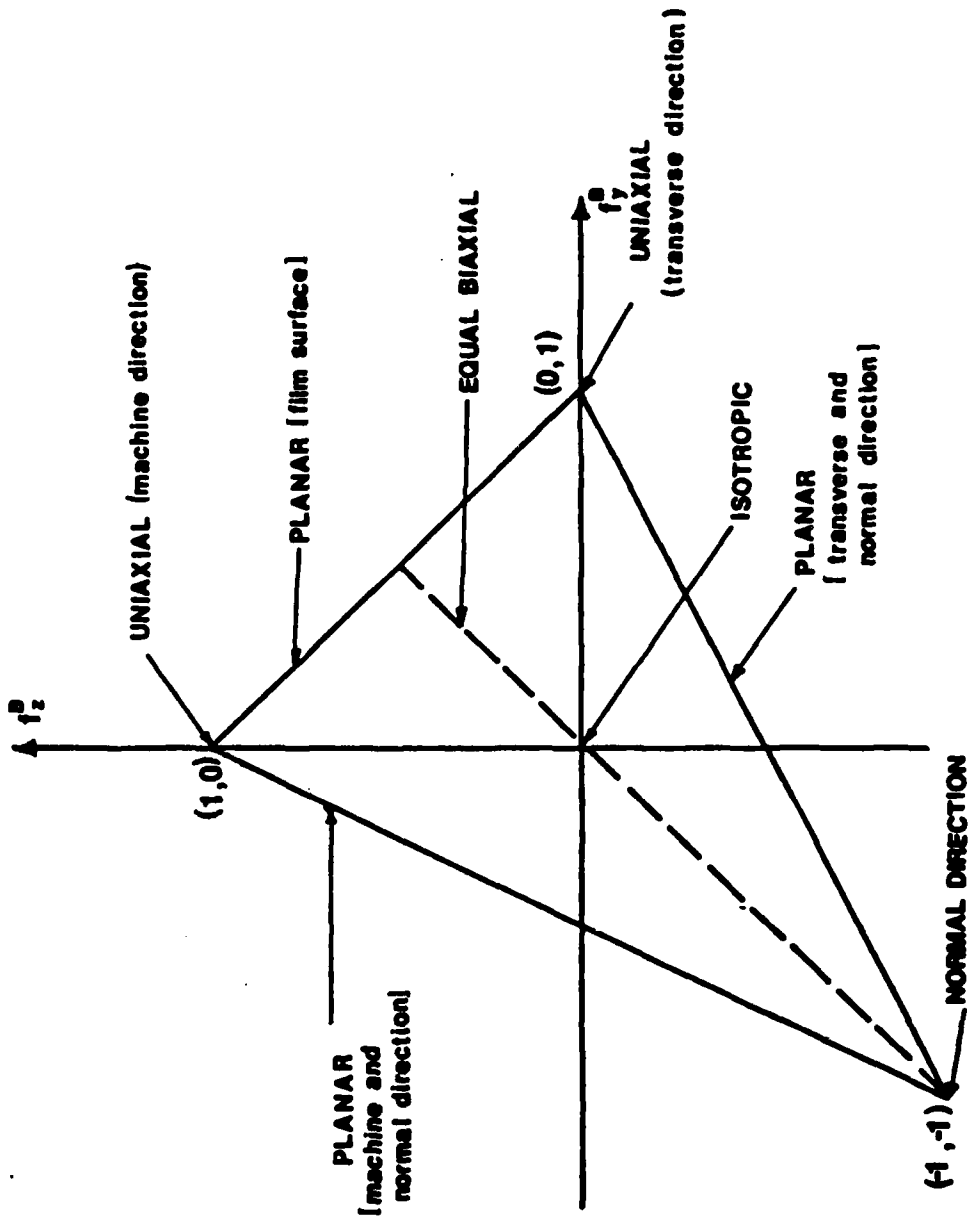 f_z^B
UNIAXIAL (machine direction)
(1,0)
PLANAR [film surface]
PLANAR
[machine and
normal direction]
EQUAL BIAXIAL
(0,1)
f_y^B
UNIAXIAL
(transverse direction)
ISOTROPIC
PLANAR
[transverse and
normal direction]
(-1,-1)
NORMAL DIRECTION